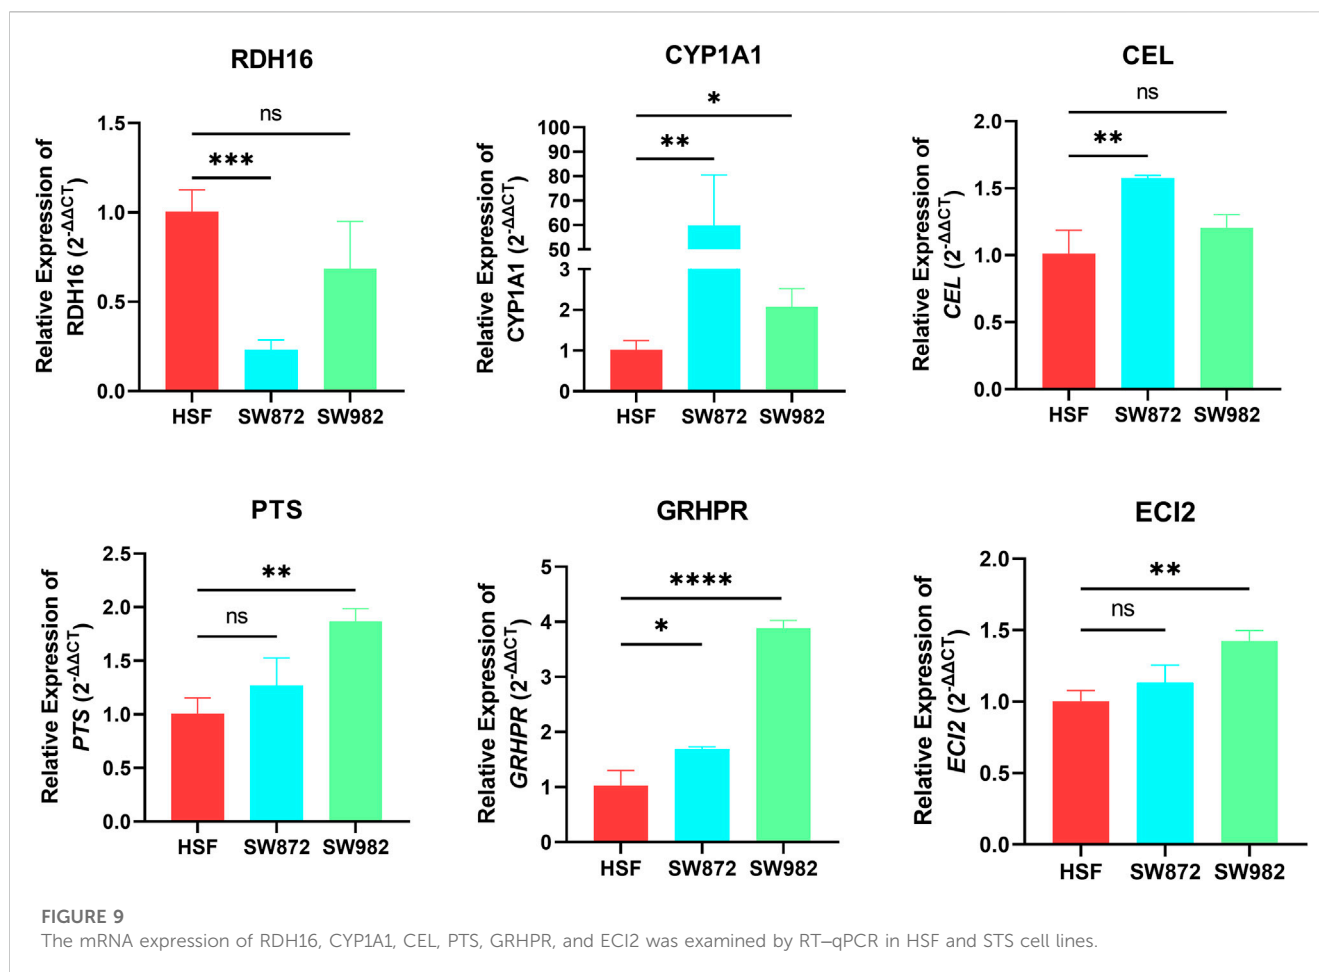 RDH16
Relative Expression of
RDH16 (2-ΔΔCT)
1.5
1.0
0.5
0.0
ns
***
HSF SW872 SW982
CYP1A1
Relative Expression of
CYP1A1 (2-ΔΔCT)
100
90
80
70
60
50
3
2
1
0
*
**
HSF SW872 SW982
CEL
Relative Expression of
CEL (2-ΔΔCT)
2.0
1.5
1.0
0.5
0.0
ns
**
HSF SW872 SW982
PTS
Relative Expression of
PTS (2-ΔΔCT)
2.5
2.0
1.5
1.0
0.5
0.0
**
ns
HSF SW872 SW982
GRHPR
Relative Expression of
GRHPR (2-ΔΔCT)
5
4
3
2
1
0
****
*
HSF SW872 SW982
ECI2
Relative Expression of
ECI2 (2-ΔΔCT)
2.0
1.5
1.0
0.5
0.0
**
ns
HSF SW872 SW982
FIGURE 9
The mRNA expression of RDH16, CYP1A1, CEL, PTS, GRHPR, and ECI2 was examined by RT–qPCR in HSF and STS cell lines.